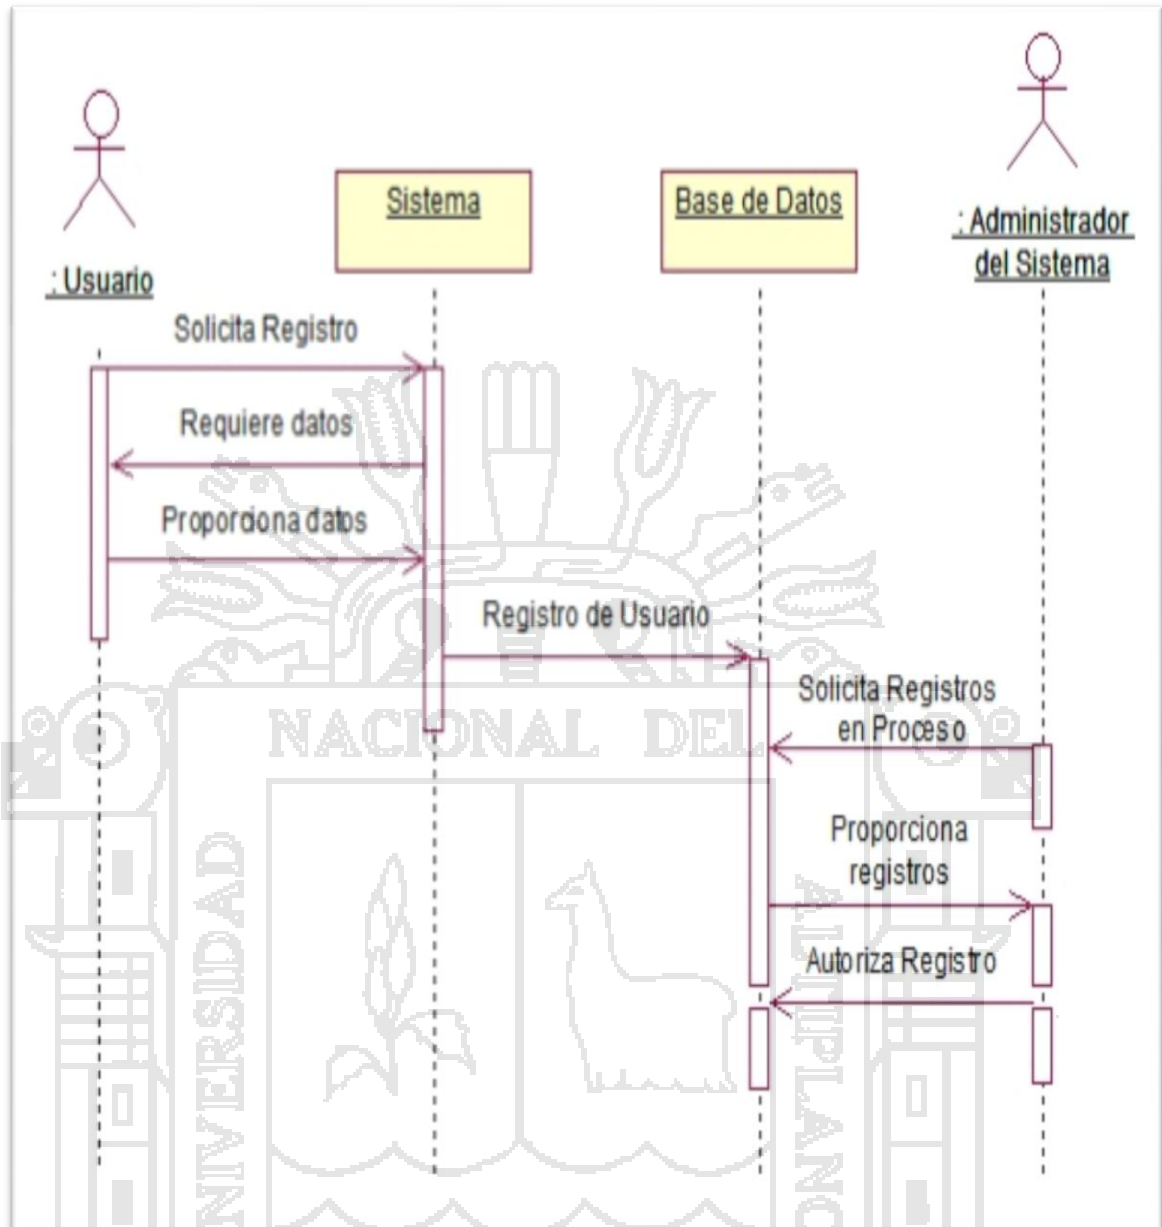 : Administrador
del Sistema
Sistema
Base de Datos
: Usuario
Solicita Registro
Requiere datos
Proporciona datos
Registro de Usuario
Solicita Registros
en Proceso
Proporciona
registros
Autoriza Registro
NACIONAL DEL
ALTIPLANO